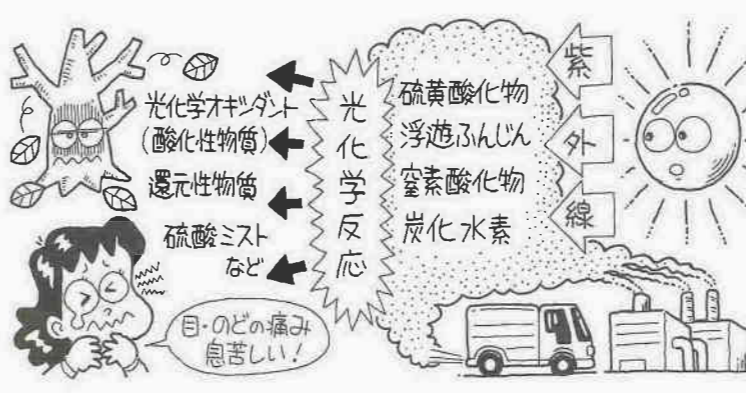 光化学オキシダント
(酸化性物質)
還元性物質
硫酸ミスト
など
目・のどの痛み
息苦しい!
光化学反応
硫黄酸化物
浮遊ふんじん
窒素酸化物
炭化水素
紫
外
線